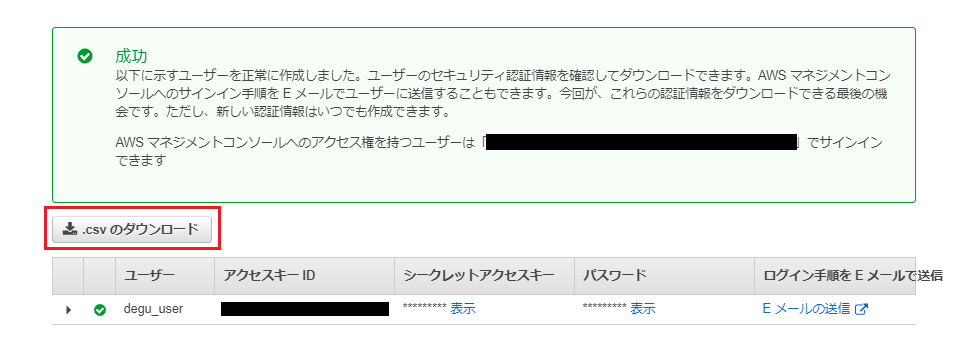 成功
以下に示すユーザーを正常に作成しました。ユーザーのセキュリティ認証情報を確認してダウンロードできます。AWS マネジメントコン
ソールへのサインイン手順を E メールでユーザーに送信することもできます。今回が、これらの認証情報をダウンロードできる最後の機
会です。ただし、新しい認証情報はいつでも作成できます。
AWS マネジメントコンソールへのアクセス権を持つユーザーは「 」でサインイン
できます
.csv のダウンロード
ユーザー アクセスキー ID シークレットアクセスキー パスワード ログイン手順を E メールで送信
degu_user ********* 表示 ********* 表示 E メールの送信